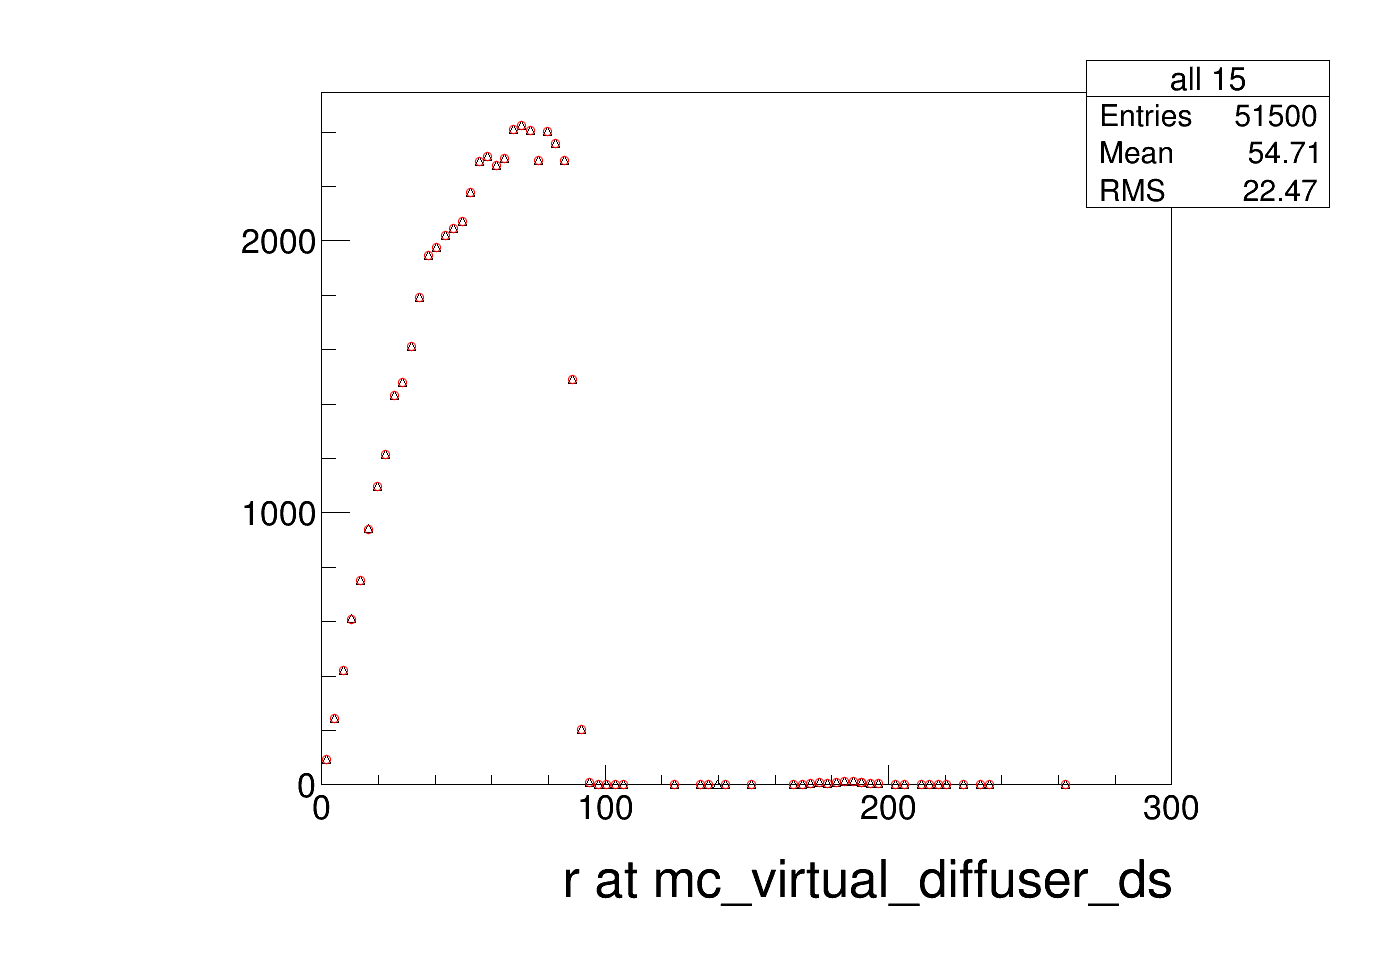 all 15
Entries 51500
Mean 54.71
RMS 22.47
2000
1000
0
0 100 200 300
r at mc_virtual_diffuser_ds